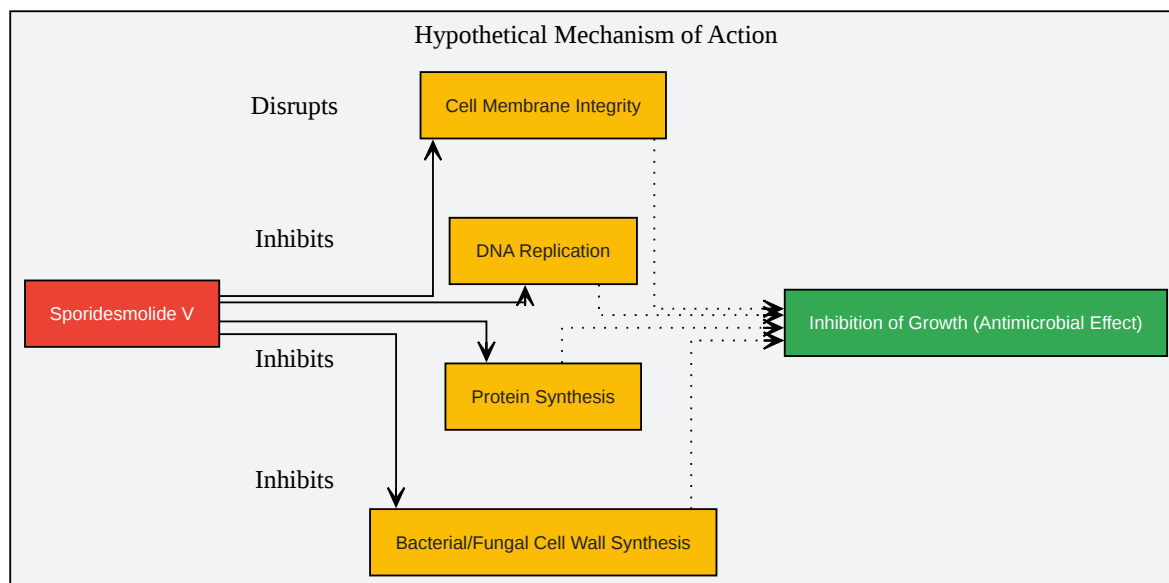 Hypothetical Mechanism of Action
Disrupts
Cell Membrane Integrity
Inhibits
DNA Replication
Sporidesmolide V
Inhibition of Growth (Antimicrobial Effect)
Inhibits
Protein Synthesis
Inhibits
Bacterial/Fungal Cell Wall Synthesis